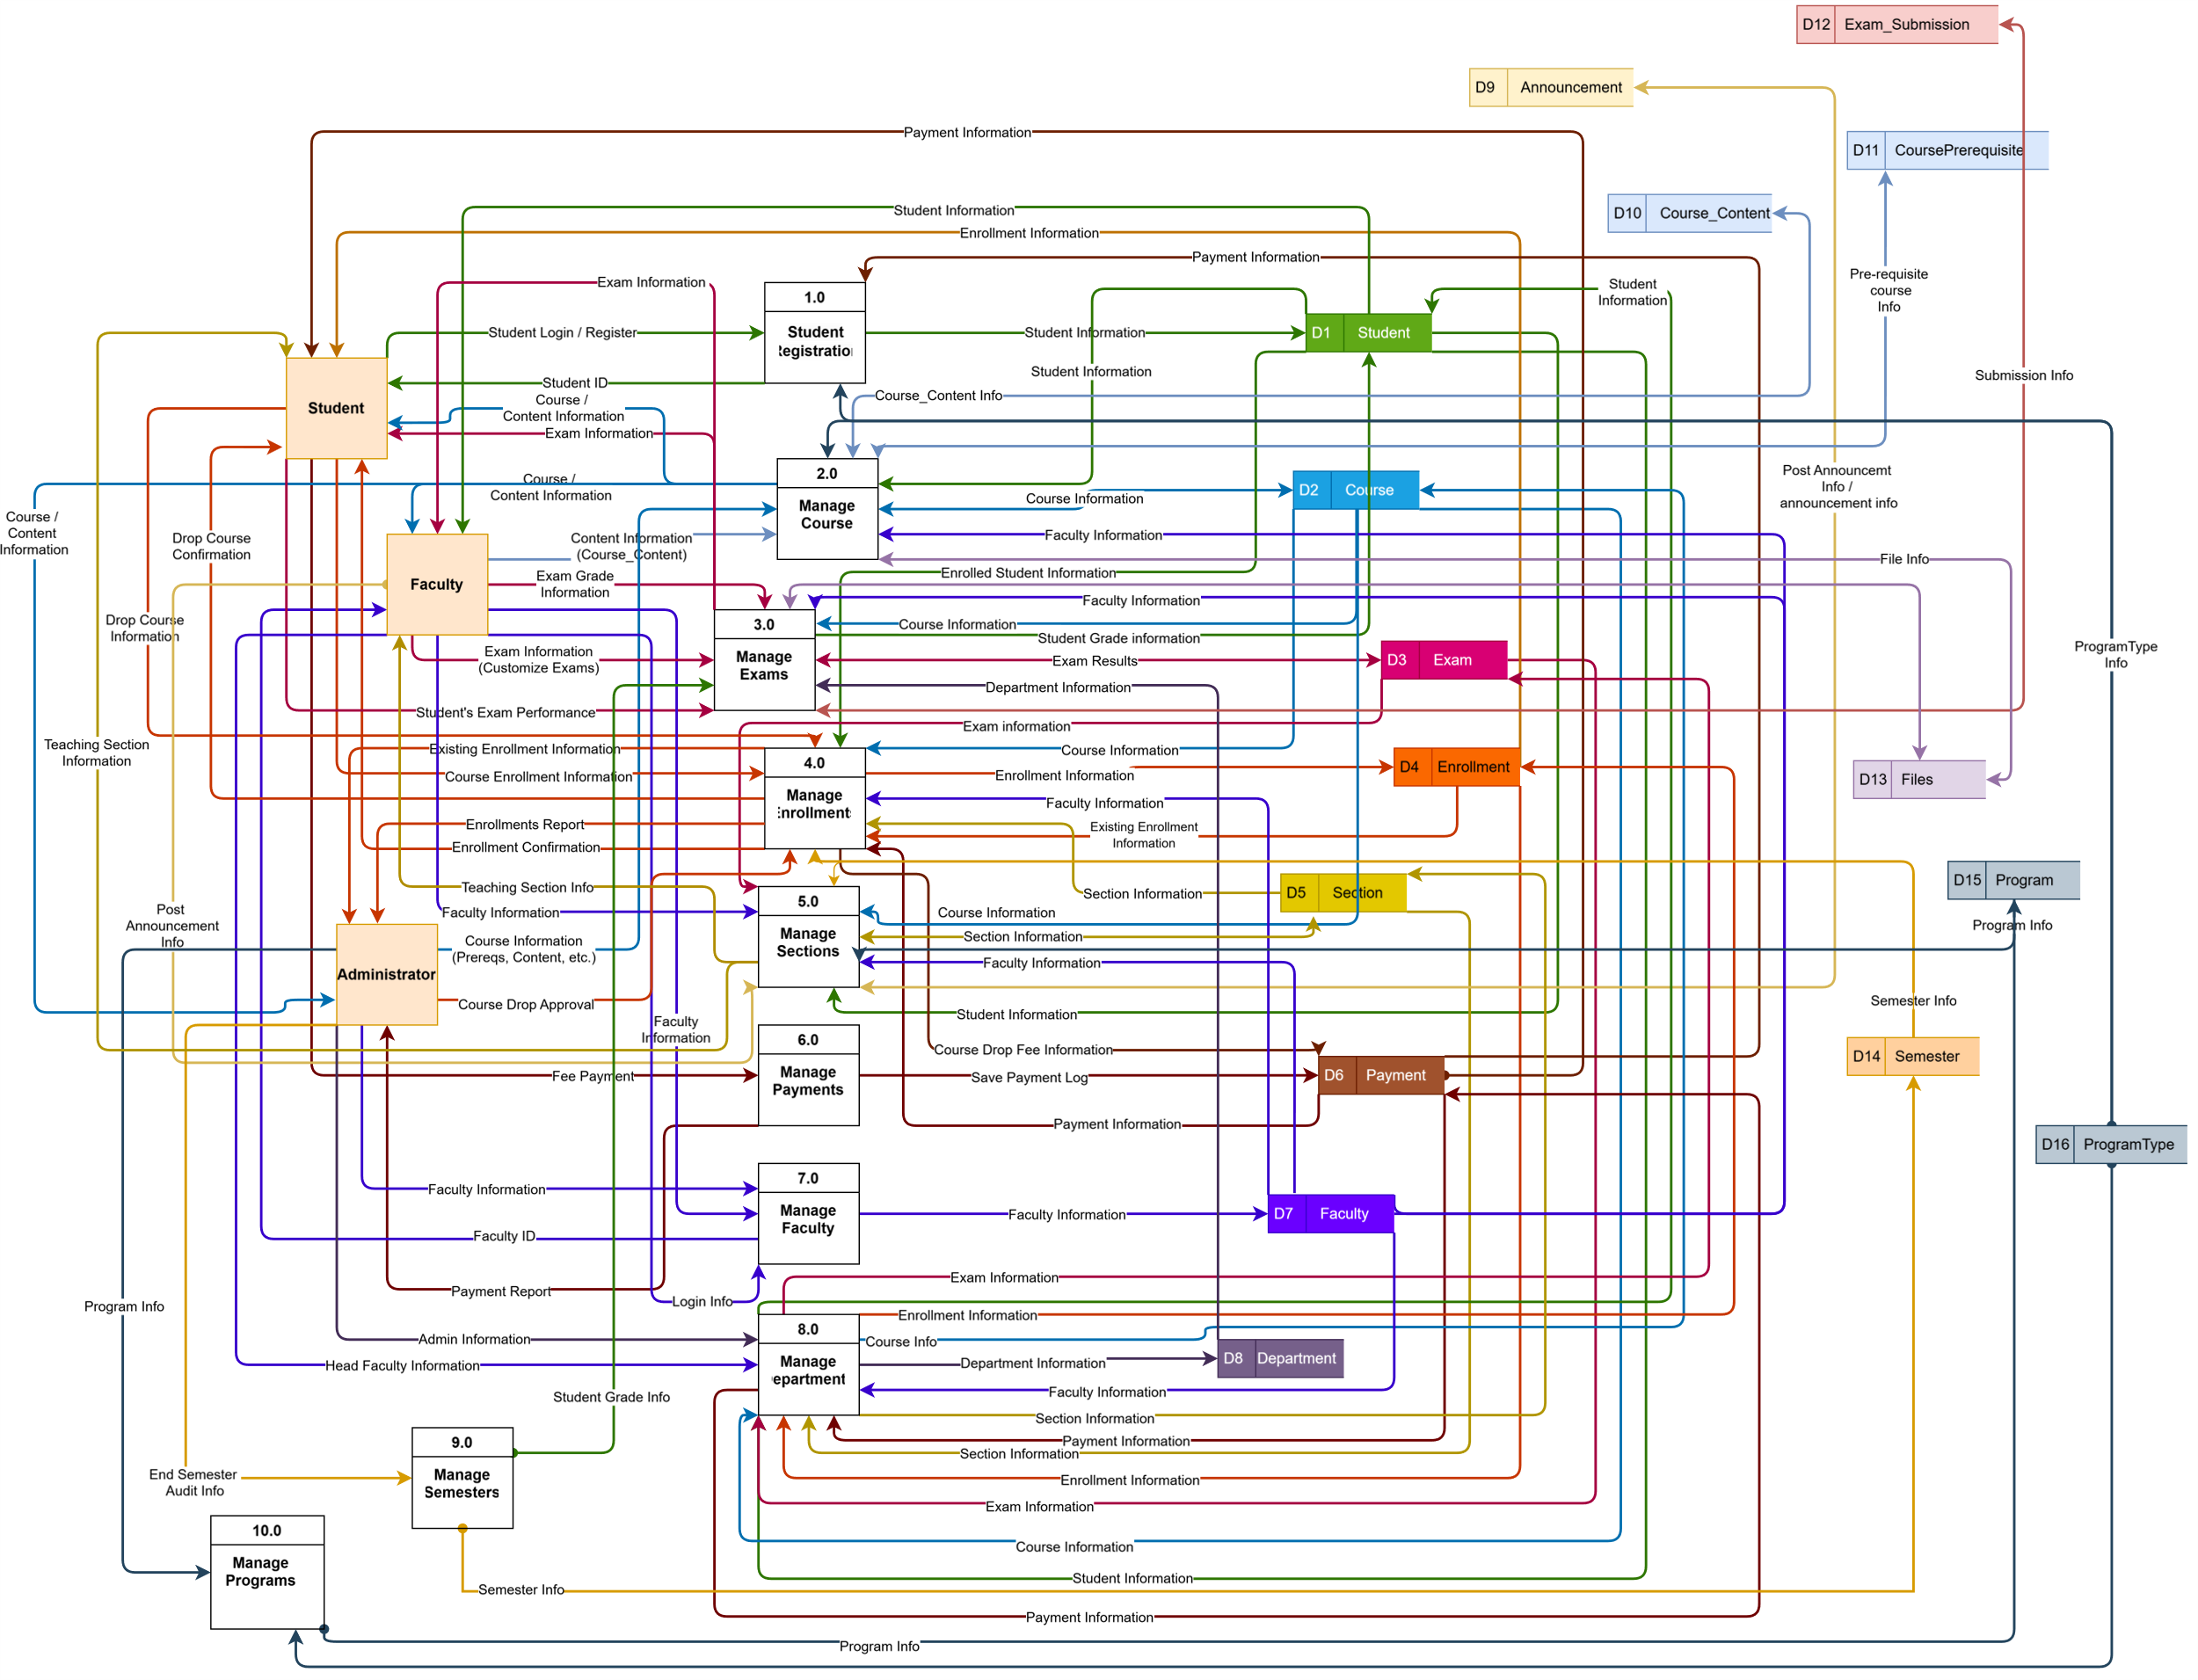 D12 Exam_Submission
D9 Announcement
Payment Information
D11 CoursePrerequisite
Student Information
D10 Course_Content
Enrollment Information
Payment Information
Pre-requisite
course
Info
Exam Information
Student
Information
1.0
Student
Student Login / Register
Student Information
D1 Student
Student Information
Submission Info
Student ID
Course_Content Info
Student
Course /
Content Information
Exam Information
2.0
Manage
Course
Course /
Content Information
Post Announcemt
Info /
announcement info
D2 Course
Course Information
Course /
Content
Information
Drop Course
Confirmation
Content Information
(Course_Content)
Faculty Information
File Info
Faculty
Exam Grade
Information
Enrolled Student Information
Faculty Information
Drop Course
Information
3.0
Manage
Exams
Course Information
Student Grade information
ProgramType
Info
Exam Information
(Customize Exams)
Exam Results
D3 Exam
Department Information
Student's Exam Performance
Exam information
Teaching Section
Information
Existing Enrollment Information
Course Information
4.0
Manage
Course Enrollment Information
Enrollment Information
D4 Enrollment
D13 Files
Faculty Information
Enrollments Report
Existing Enrollment
Information
Enrollment Confirmation
Teaching Section Info
Section Information
D5 Section
D15 Program
5.0
Manage
Sections
Post
Announcement
Info
Faculty Information
Course Information
Program Info
Section Information
Course Information
(Prereqs, Content, etc.)
Faculty Information
Administrator
Course Drop Approval
Semester Info
Student Information
Faculty
Information
6.0
Manage
Payments
Course Drop Fee Information
D14 Semester
Fee Payment
Save Payment Log
D6 Payment
Payment Information
D16 ProgramType
7.0
Manage
Faculty
Faculty Information
Faculty Information
D7 Faculty
Faculty ID
Exam Information
Payment Report
Login Info
Program Info
Enrollment Information
8.0
Manage
Admin Information
Course Info
Head Faculty Information
Department Information
D8 Department
Faculty Information
Student Grade Info
Section Information
9.0
Manage
Semesters
Payment Information
Section Information
End Semester
Audit Info
Enrollment Information
Exam Information
10.0
Manage
Programs
Course Information
Student Information
Semester Info
Payment Information
Program Info